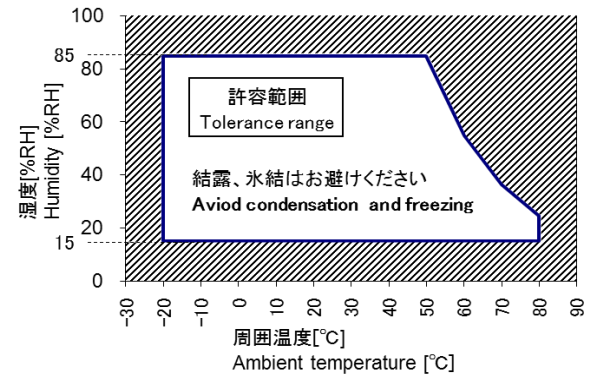 100
85
80
60
40
20
15
0
湿度[%RH]
Humidity [%RH]
許容範囲
Tolerance range
結露、氷結はお避けください
Aviod condensation and freezing
-30 -20 -10 0 10 20 30 40 50 60 70 80 90
周囲温度[℃]
Ambient temperature [℃]